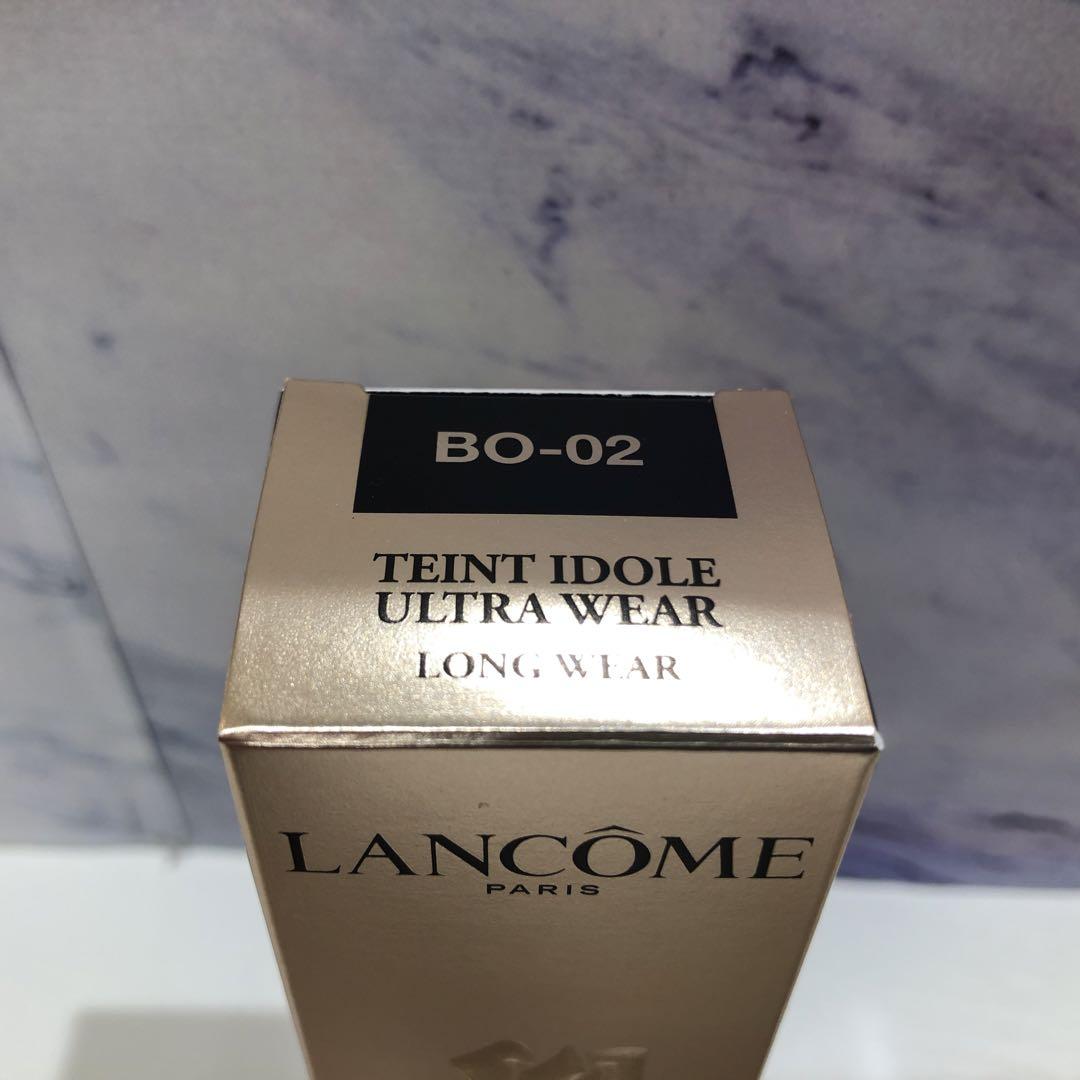 BO-02
TEINT IDOLE
ULTRA WEAR
LONG WEAR
LANCÔME
PARIS